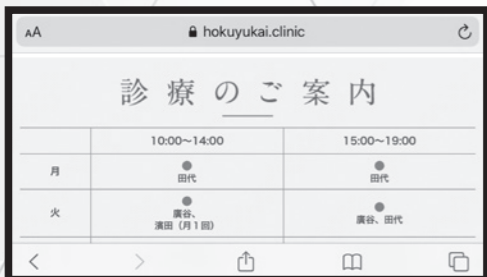 AA hokuyukai.clinic
診療のご案内
10:00~14:00 15:00~19:00
月 田代 田代
火 廣谷、 廣谷、田代
濱田（月1回）